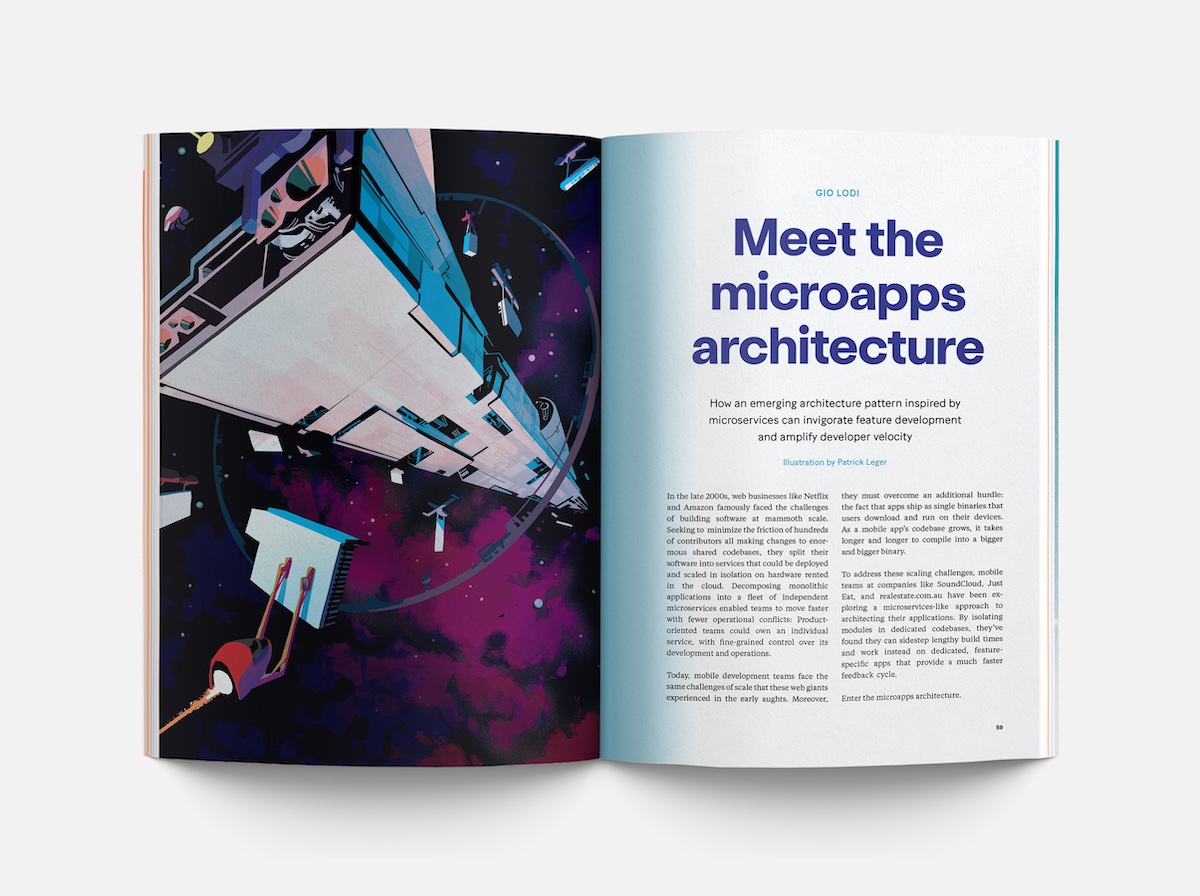 GIO LODI
Meet the
microapps
architecture
How an emerging architecture pattern inspired by
microservices can invigorate feature development
and amplify developer velocity
Illustration by Patrick Leger
In the late 2000s, web businesses like Netflix
and Amazon famously faced the challenges
of building software at mammoth scale.
Seeking to minimize the friction of hundreds
of contributors all making changes to enor-
mous shared codebases, they split their
software into services that could be deployed
and scaled in isolation on hardware rented
in the cloud. Decomposing monolithic
applications into a fleet of independent
microservices enabled teams to move faster
with fewer operational conflicts: Product-
oriented teams could own an individual
service, with fine-grained control over its
development and operations.
Today, mobile development teams face the
same challenges of scale that these web giants
experienced in the early aughts. Moreover,
they must overcome an additional hurdle:
the fact that apps ship as single binaries that
users download and run on their devices.
As a mobile app's codebase grows, it takes
longer and longer to compile into a bigger
and bigger binary.
To address these scaling challenges, mobile
teams at companies like SoundCloud, Just
Eat, and realestate.com.au have been ex-
ploring a microservices-like approach to
architecting their applications. By isolating
modules in dedicated codebases, they've
found they can sidestep lengthy build times
and work instead on dedicated, feature-
specific apps that provide a much faster
feedback cycle.
Enter the microapps architecture.
59